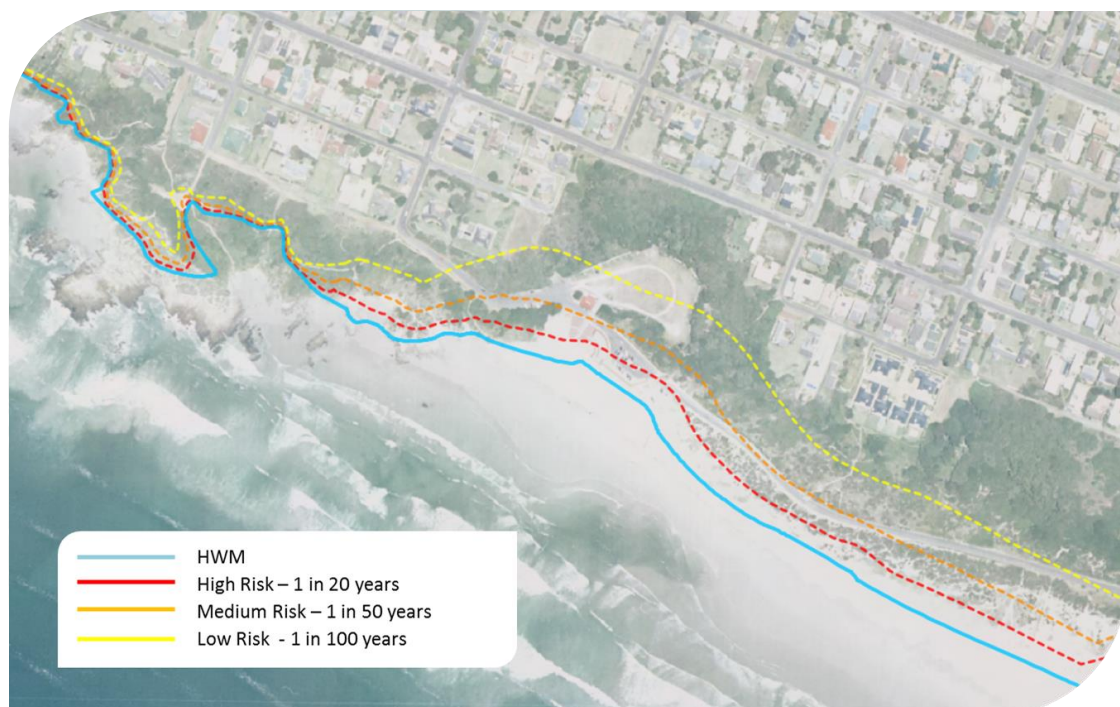 HWM
High Risk – 1 in 20 years
Medium Risk – 1 in 50 years
Low Risk - 1 in 100 years